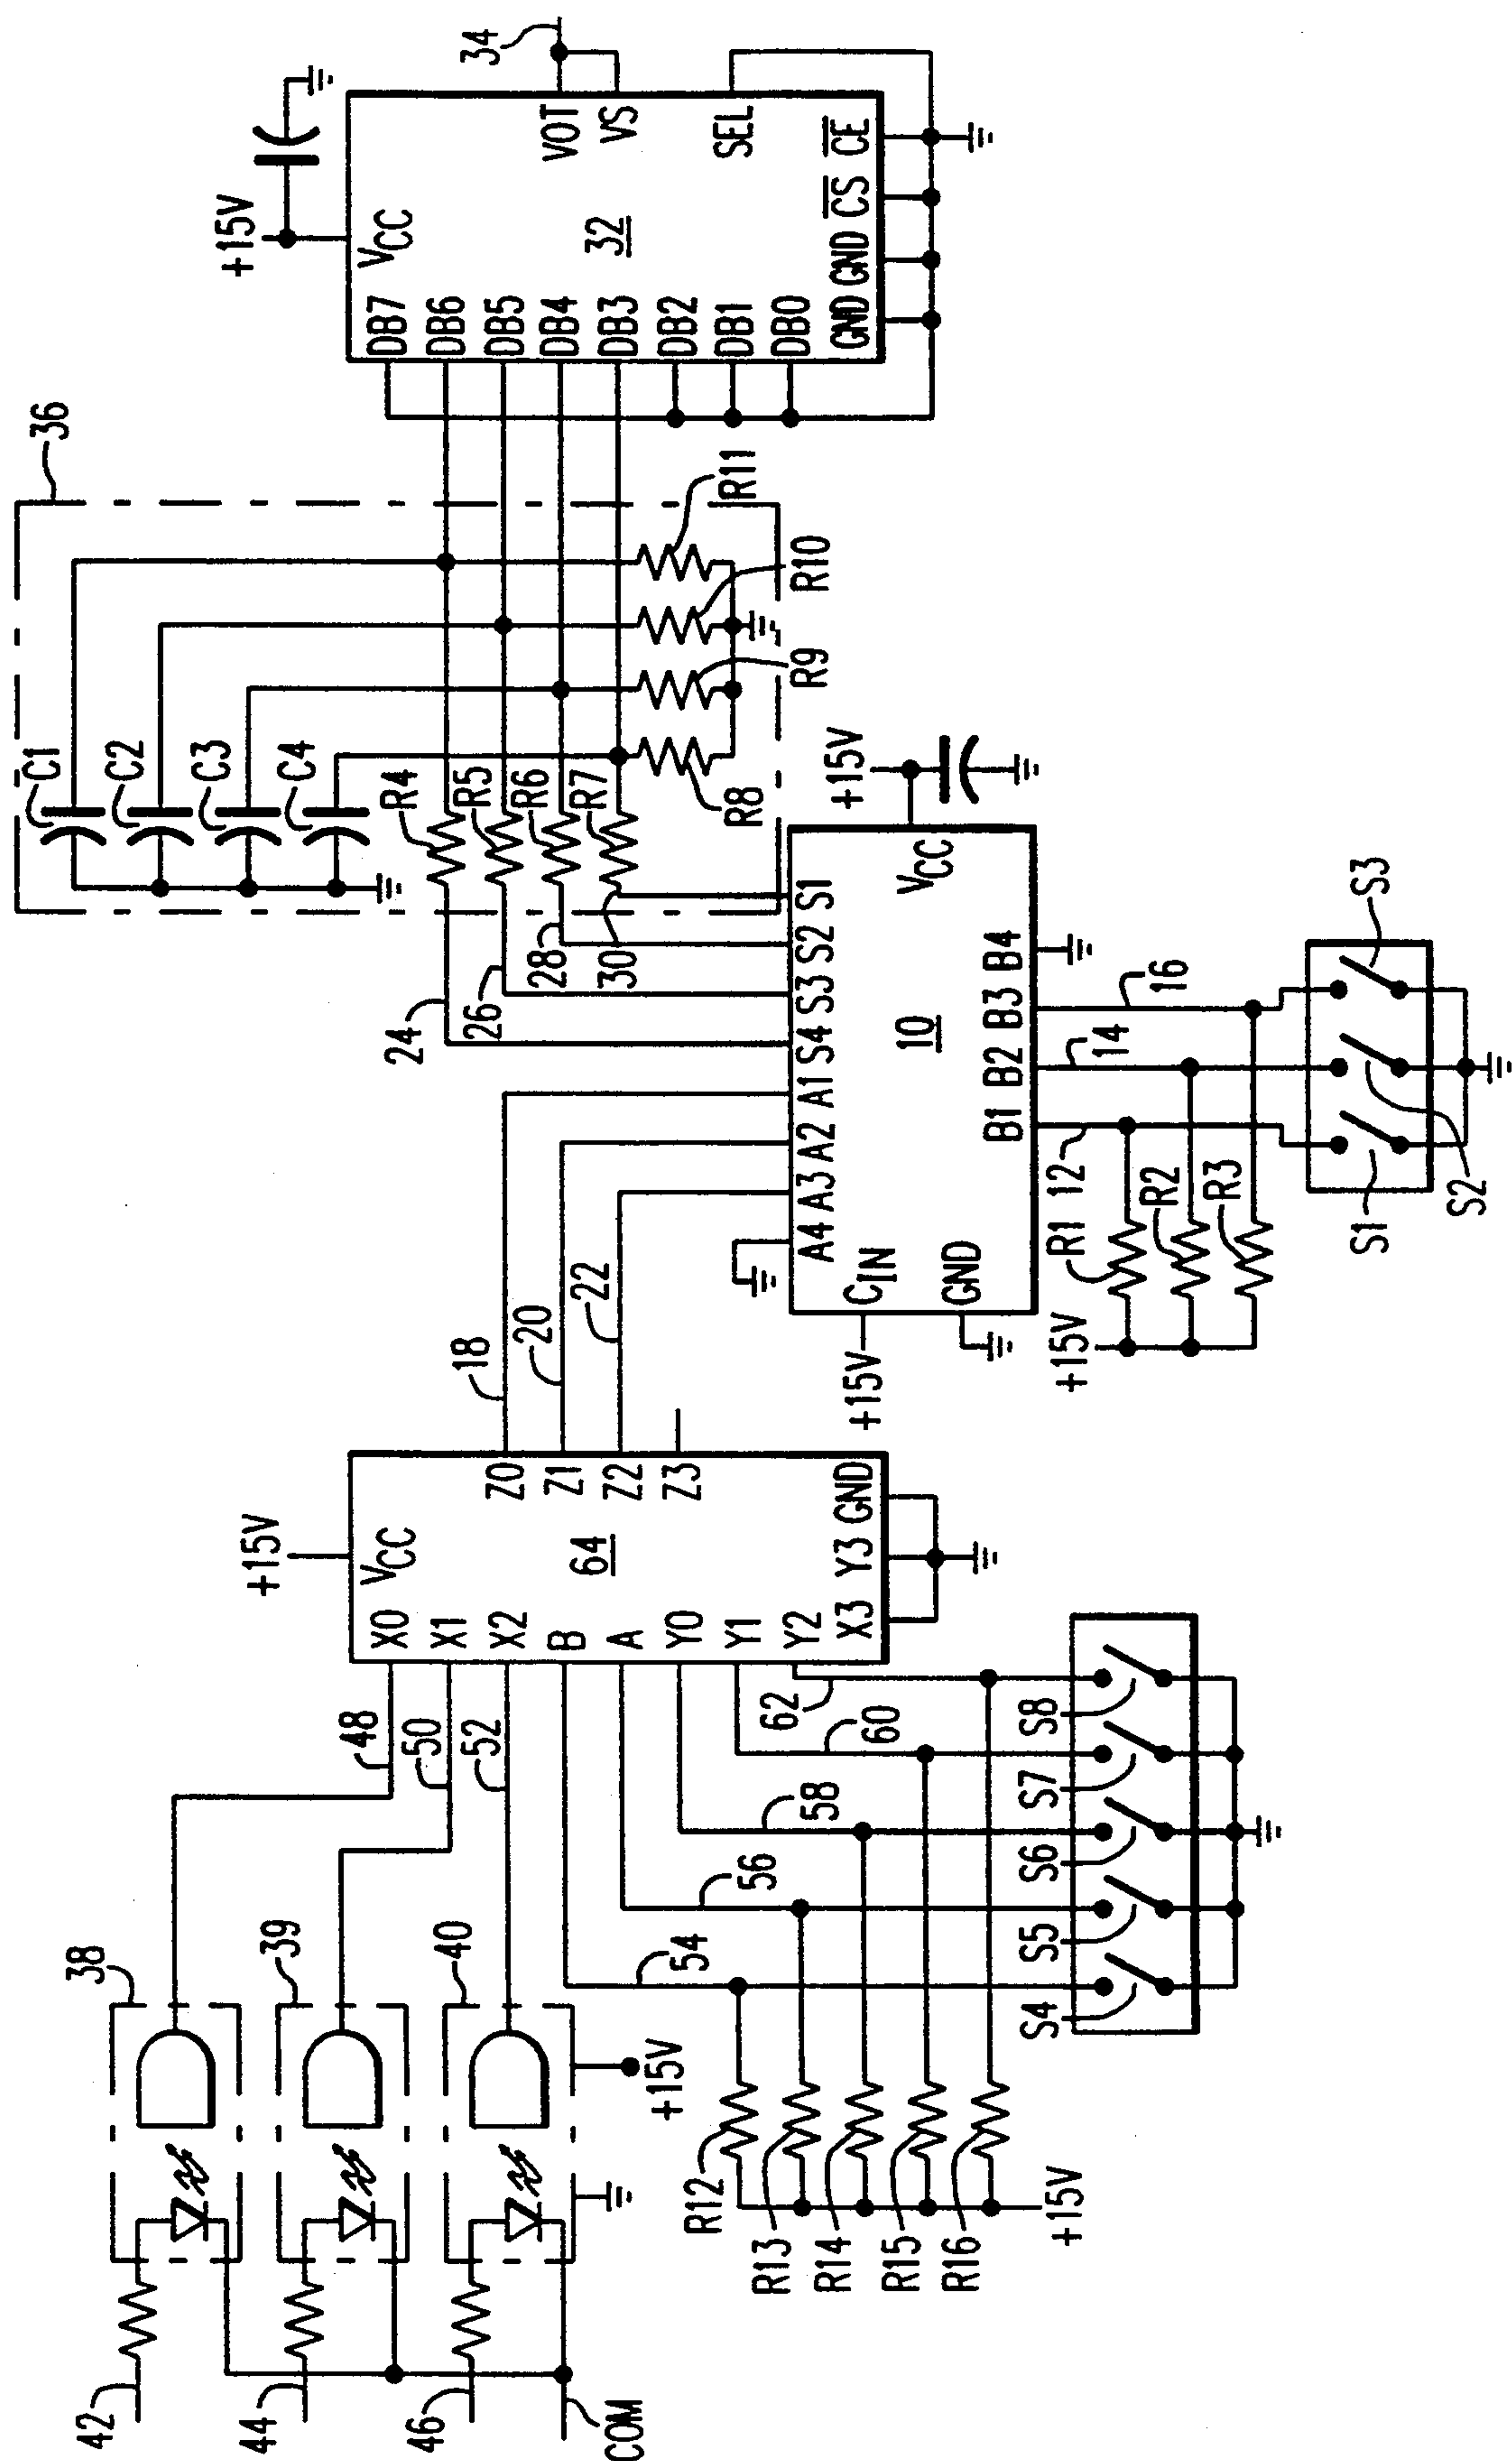 42
44
46
COM
38
39
40
+15V
R12
R13
R14
R15
R16
+15V
48
50
52
54
56
58
60
62
S4
S5
S6
S7
S8
+15V
VCC
X0
X1
X2
B
A
Y0
Y1
Y2
X3
Y3
GND
64
Z0
Z1
Z2
Z3
18
20
22
+15V
CIN
GND
A4
A3
A2
A1
S4
S3
S2
S1
10
VCC
B1
B2
B3
B4
+15V
+15V
R1
R2
R3
12
14
16
S1
S2
S3
24
26
28
30
C1
C2
C3
C4
R4
R5
R6
R7
R8
R9
R10
R11
36
+15V
VCC
DB7
DB6
DB5
DB4
DB3
DB2
DB1
DB0
GND
GND
CS
CE
32
VOT
VS
SEL
34